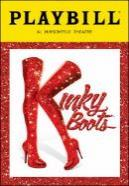 PLAYBILL
AL HIRSCHFELD THEATRE
Kinky
Boots